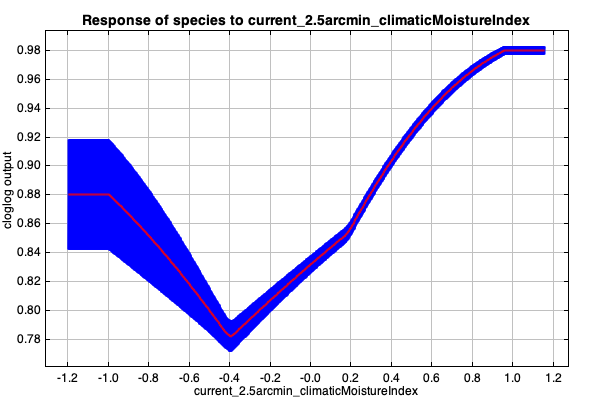 Response of species to current_2.5arcmin_climaticMoistureIndex
0.98
0.96
0.94
0.92
0.90
0.88
0.86
0.84
0.82
0.80
0.78
cloglog output
-1.2 -1.0 -0.8 -0.6 -0.4 -0.2 -0.0 0.2 0.4 0.6 0.8 1.0 1.2
current_2.5arcmin_climaticMoistureIndex